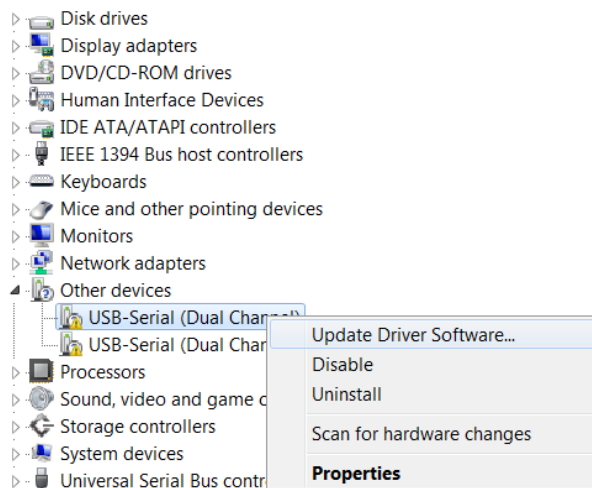 Disk drives
Display adapters
DVD/CD-ROM drives
Human Interface Devices
IDE ATA/ATAPI controllers
IEEE 1394 Bus host controllers
Keyboards
Mice and other pointing devices
Monitors
Network adapters
Other devices
USB-Serial (Dual Channel)
USB-Serial (Dual Char
Processors
Sound, video and game c
Storage controllers
System devices
Universal Serial Bus contr
Update Driver Software...
Disable
Uninstall
Scan for hardware changes
Properties